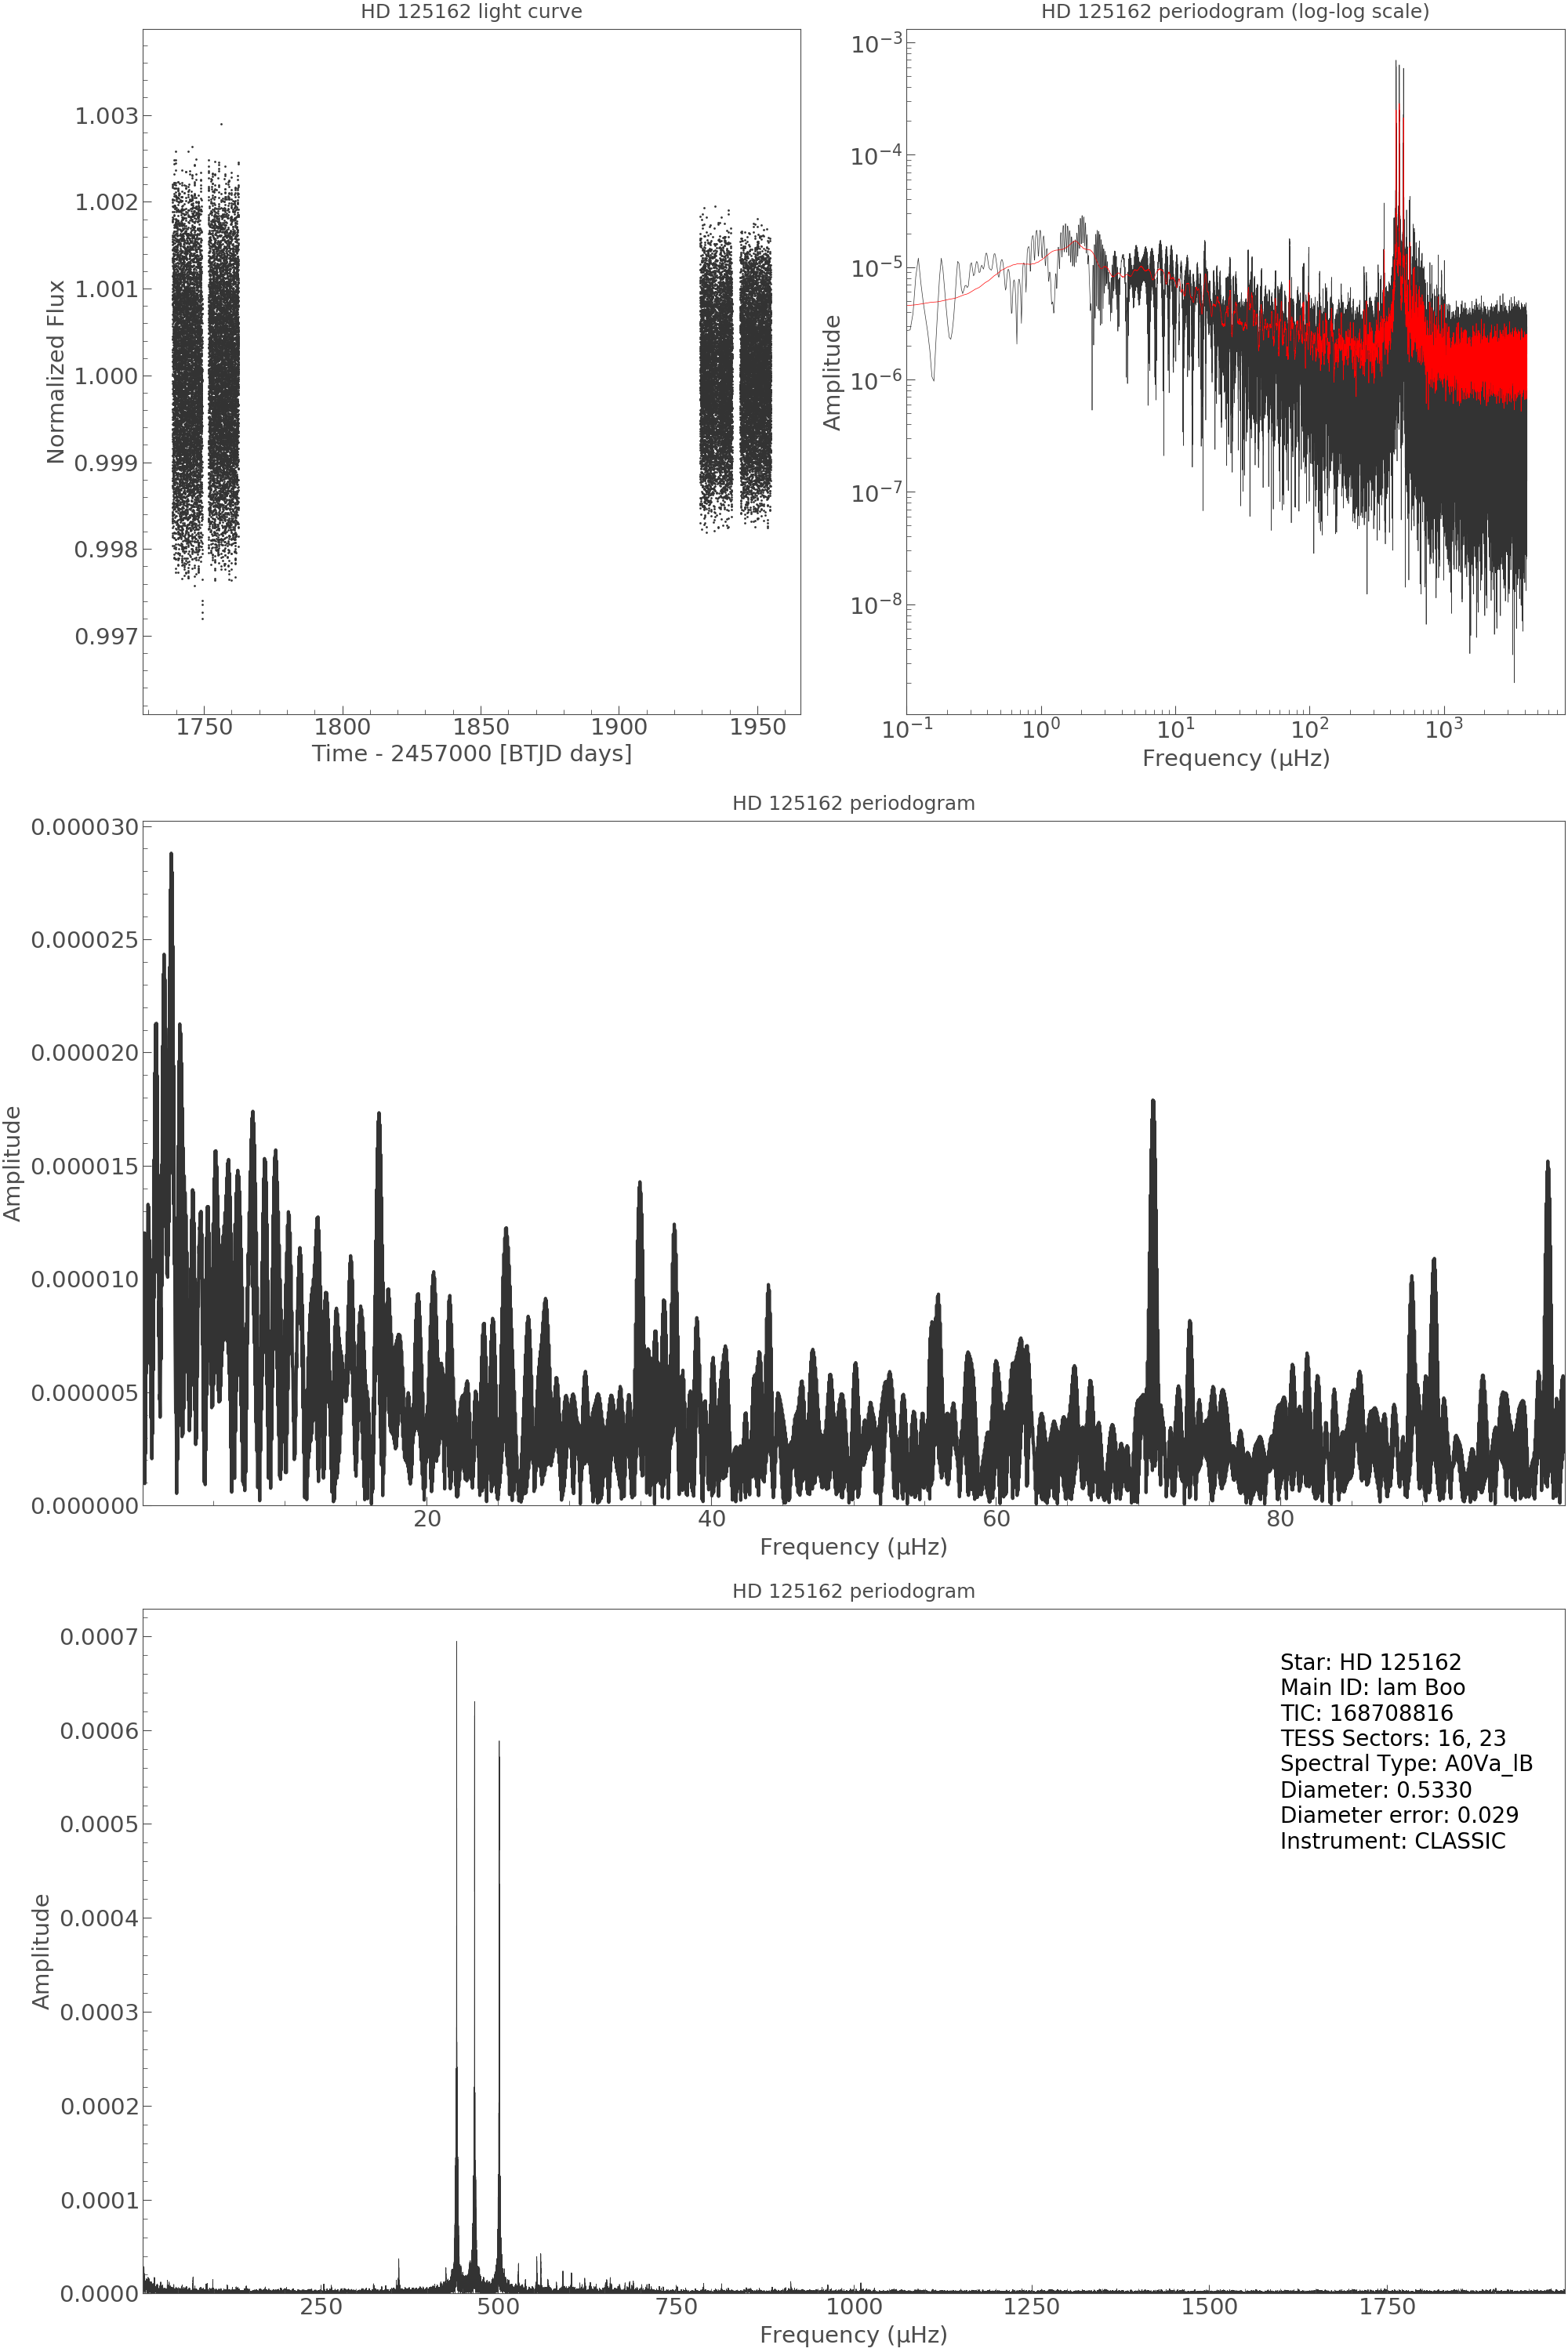 HD 125162 light curve
1.003
1.002
1.001
1.000
0.999
0.998
0.997
Normalized Flux
1750 1800 1850 1900 1950
Time - 2457000 [BTJD days]
HD 125162 periodogram (log-log scale)
10⁻³
10⁻⁴
10⁻⁵
10⁻⁶
10⁻⁷
10⁻⁸
Amplitude
10⁻¹ 10⁰ 10¹ 10² 10³
Frequency (µHz)
HD 125162 periodogram
0.000030
0.000025
0.000020
0.000015
0.000010
0.000005
0.000000
Amplitude
20 40 60 80
Frequency (µHz)
HD 125162 periodogram
0.0007
0.0006
0.0005
0.0004
0.0003
0.0002
0.0001
0.0000
Amplitude
Star: HD 125162
Main ID: lam Boo
TIC: 168708816
TESS Sectors: 16, 23
Spectral Type: A0Va_lB
Diameter: 0.5330
Diameter error: 0.029
Instrument: CLASSIC
250 500 750 1000 1250 1500 1750
Frequency (µHz)